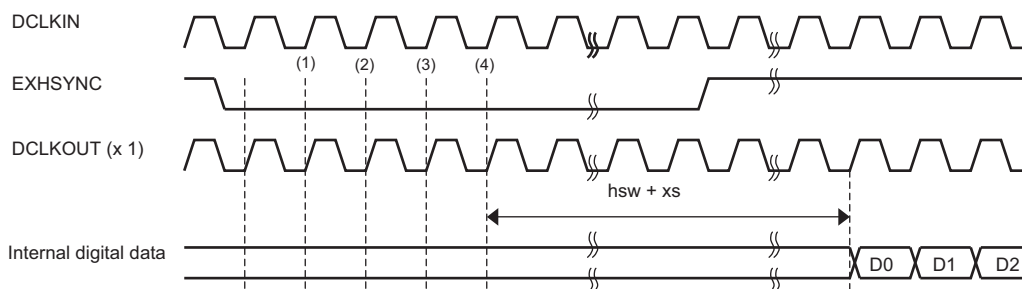 DCLKIN
(1) (2) (3) (4)
EXHSYNC
DCLKOUT (x 1)
hsw + xs
Internal digital data
D0 D1 D2